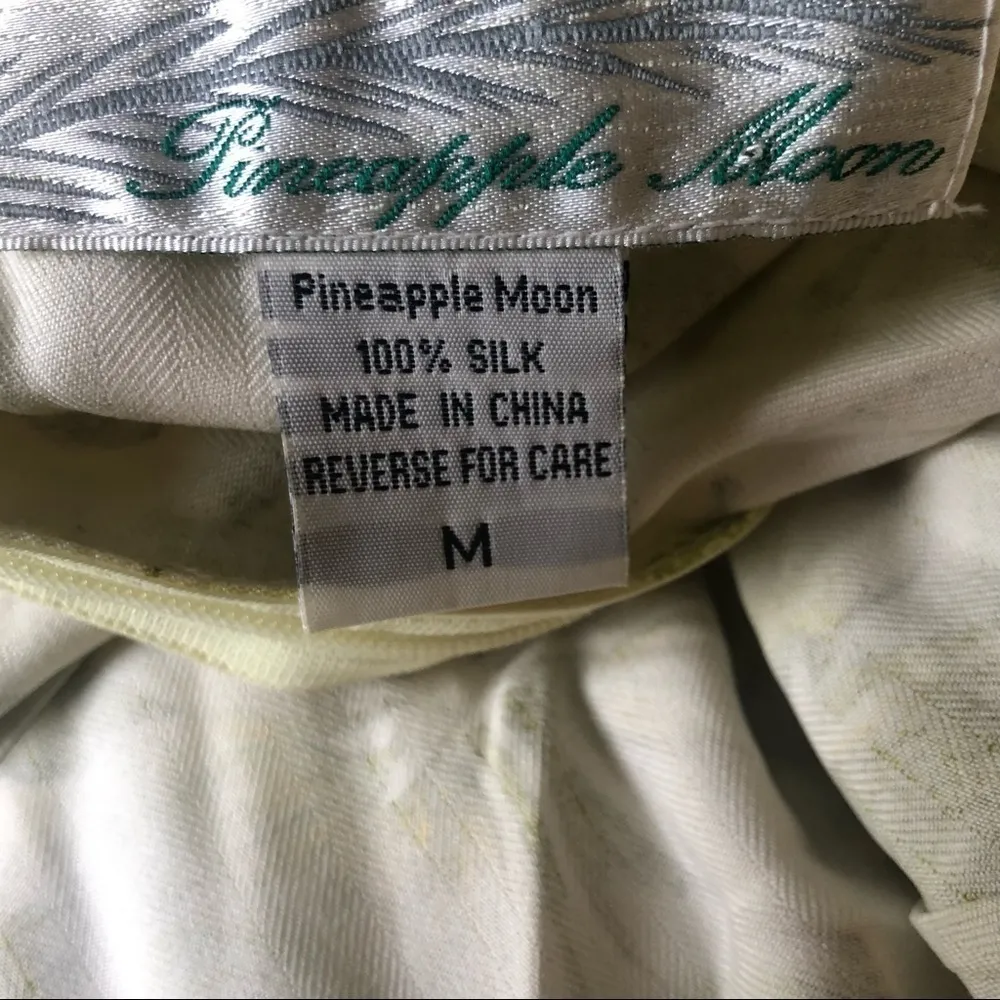 Pineapple Moon
Pineapple Moon
100% SILK
MADE IN CHINA
REVERSE FOR CARE
M